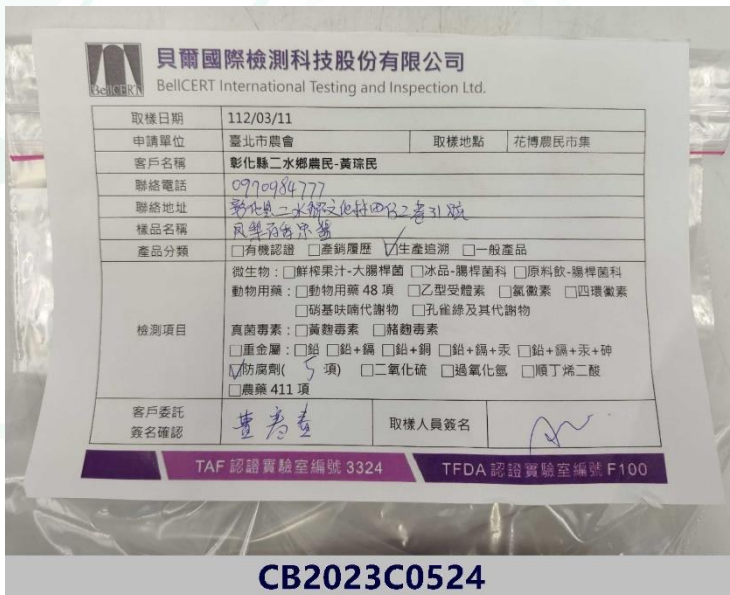 貝爾國際檢測科技股份有限公司
BellCERT
BellCERT International Testing and Inspection Ltd.
取樣日期 112/03/11
申請單位 臺北市農會 取樣地點 花博農民市集
客戶名稱 彰化縣二水鄉農民-黃琮民
聯絡電話 0970984777
聯絡地址 彰化縣二水鄉文化村四仁二巷31號
樣品名稱 百香果醬
產品分類 □有機認證 □產銷履歷 ☑生產追溯 □一般產品
微生物:□鮮榨果汁-大腸桿菌 □冰品-腸桿菌科 □原料飲-腸桿菌科
動物用藥:□動物用藥 48 項 □乙型受體素 □氯黴素 □四環黴素
□硝基呋喃代謝物 □孔雀綠及其代謝物
檢測項目 真菌毒素:□黃麴毒素 □赭麴毒素
□重金屬:□鉛 □鉛+鎘 □鉛+銅 □鉛+鎘+汞 □鉛+鎘+汞+砷
☑防腐劑( 5 項) □二氧化硫 □過氧化氫 □順丁烯二酸
□農藥 411 項
客戶委託
簽名確認 取樣人員簽名
TAF 認證實驗室編號 3324 TFDA 認證實驗室編號 F100
CB2023C0524